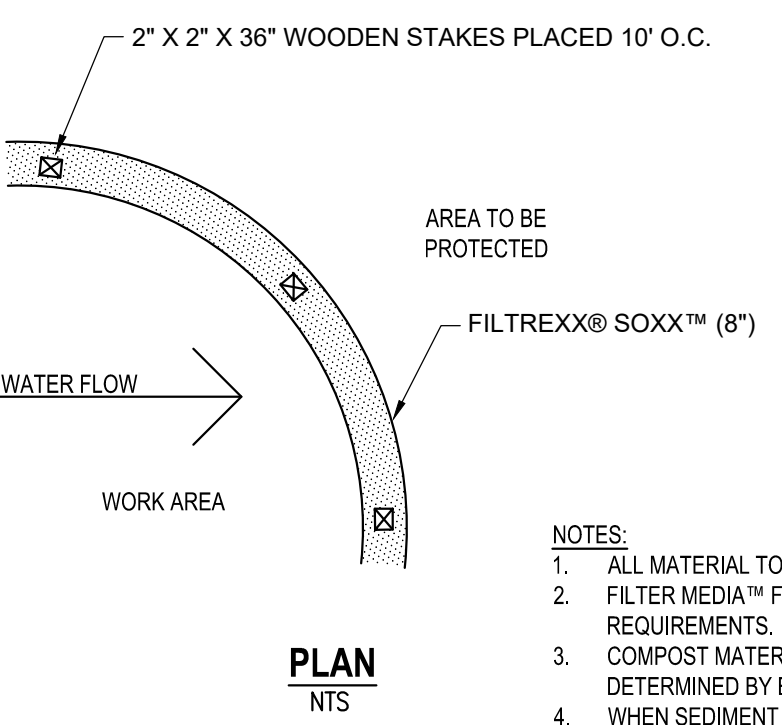 2" X 2" X 36" WOODEN STAKES PLACED 10' O.C.
AREA TO BE
PROTECTED
FILTREXX® SOXX™ (8")
WATER FLOW
WORK AREA
PLAN
NTS
NOTES:
1. ALL MATERIAL TO
2. FILTER MEDIA™ F
REQUIREMENTS.
3. COMPOST MATER
DETERMINED BY E
4. WHEN SEDIMENT